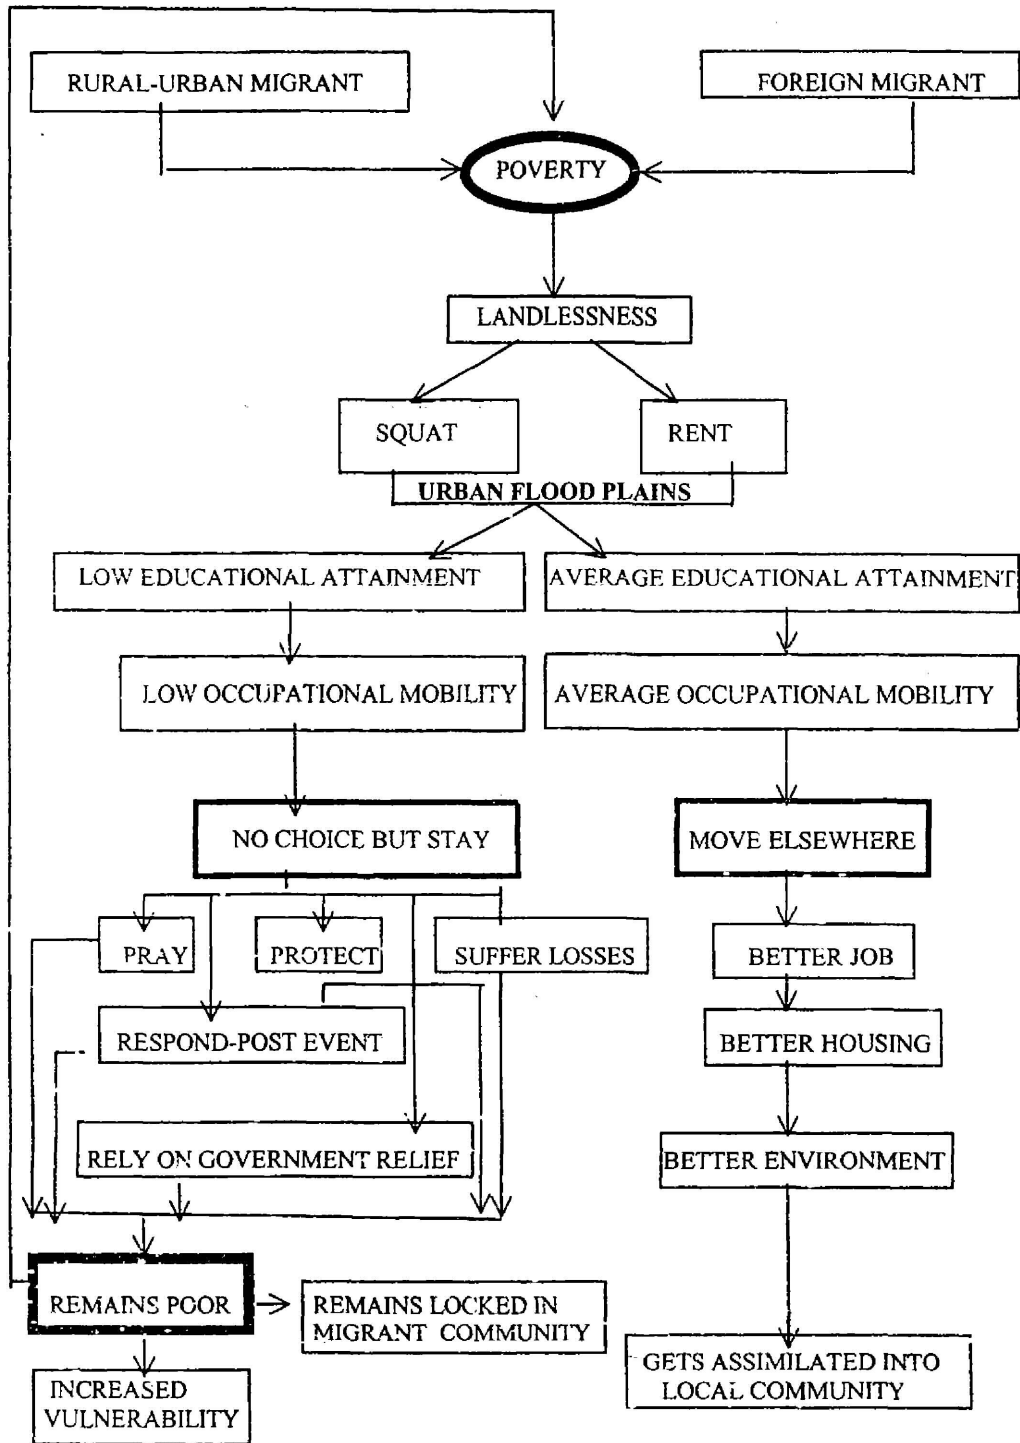 RURAL-URBAN MIGRANT
FOREIGN MIGRANT
POVERTY
LANDLESSNESS
SQUAT
RENT
URBAN FLOOD PLAINS
LOW EDUCATIONAL ATTAINMENT
AVERAGE EDUCATIONAL ATTAINMENT
LOW OCCUPATIONAL MOBILITY
AVERAGE OCCUPATIONAL MOBILITY
NO CHOICE BUT STAY
MOVE ELSEWHERE
PRAY
PROTECT
SUFFER LOSSES
BETTER JOB
RESPOND-POST EVENT
BETTER HOUSING
RELY ON GOVERNMENT RELIEF
BETTER ENVIRONMENT
REMAINS POOR
REMAINS LOCKED IN
MIGRANT COMMUNITY
GETS ASSIMILATED INTO
LOCAL COMMUNITY
INCREASED
VULNERABILITY